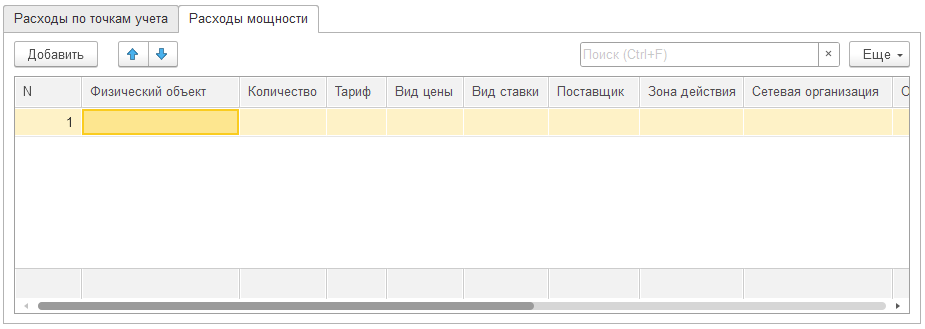 Расходы по точкам учета Расходы мощности
Добавить Поиск (Ctrl+F) × Еще
N Физический объект Количество Тариф Вид цены Вид ставки Поставщик Зона действия Сетевая организация С
1